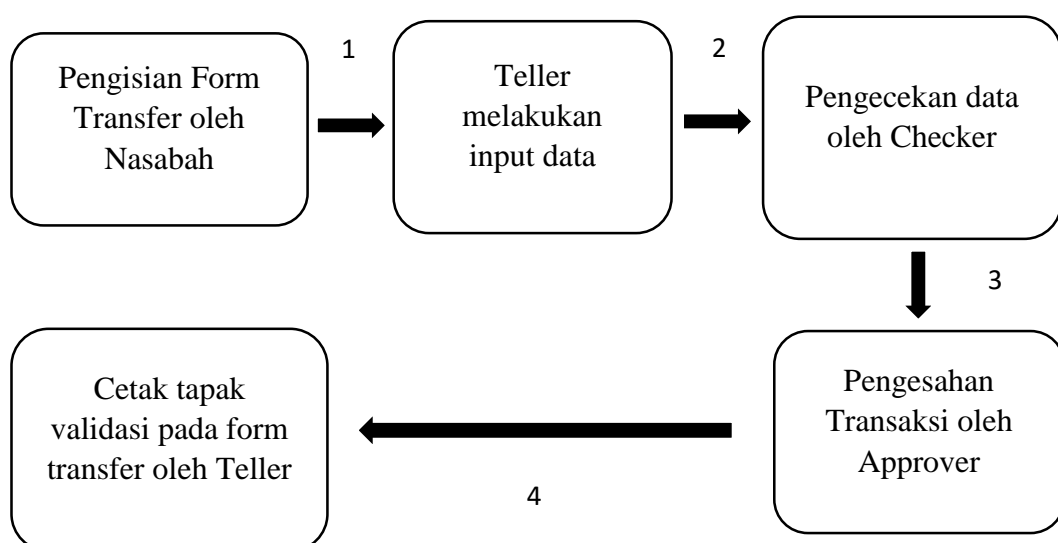 Pengisian Form
Transfer oleh
Nasabah
1
Teller
melakukan
input data
2
Pengecekan data
oleh Checker
3
Pengesahan
Transaksi oleh
Approver
4
Cetak tapak
validasi pada form
transfer oleh Teller